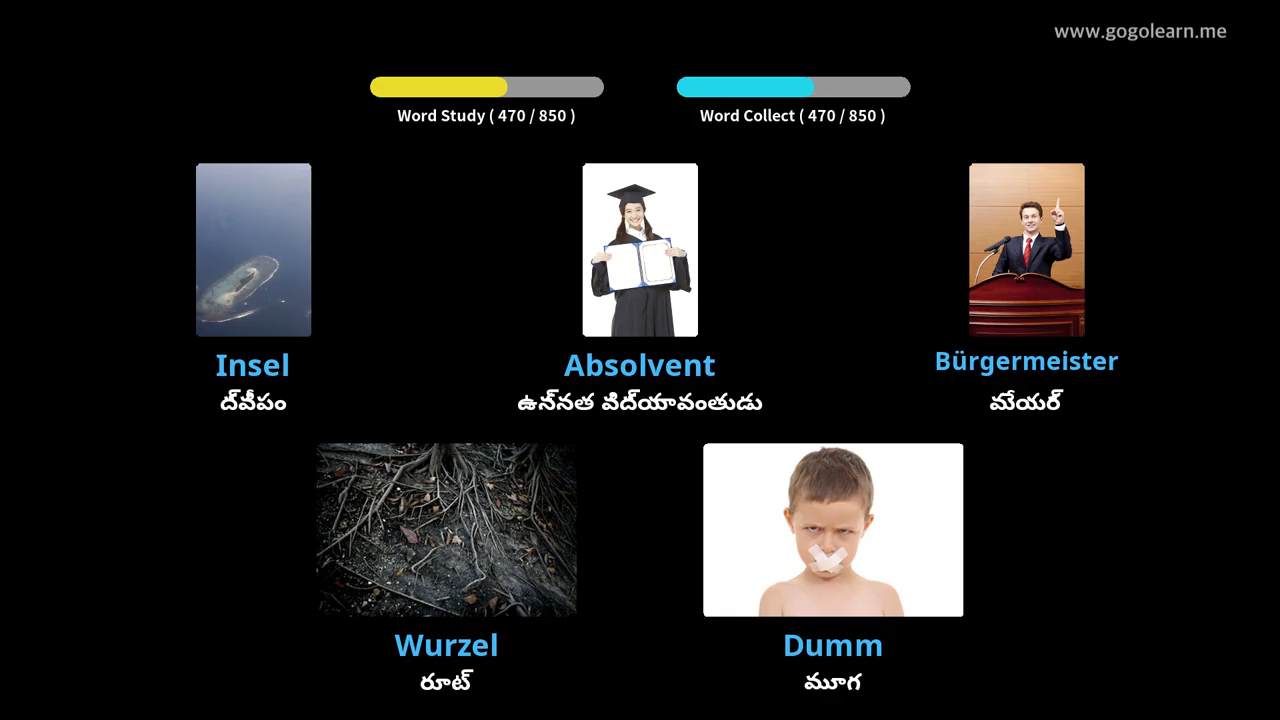 www.gogolearn.me
Word Study ( 470 / 850 )
Word Collect ( 470 / 850 )
Insel
ద్వీపం
Absolvent
ఉన్నత విద్యావంతుడు
Bürgermeister
మేయర్
Wurzel
రూట్
Dumm
మూగ